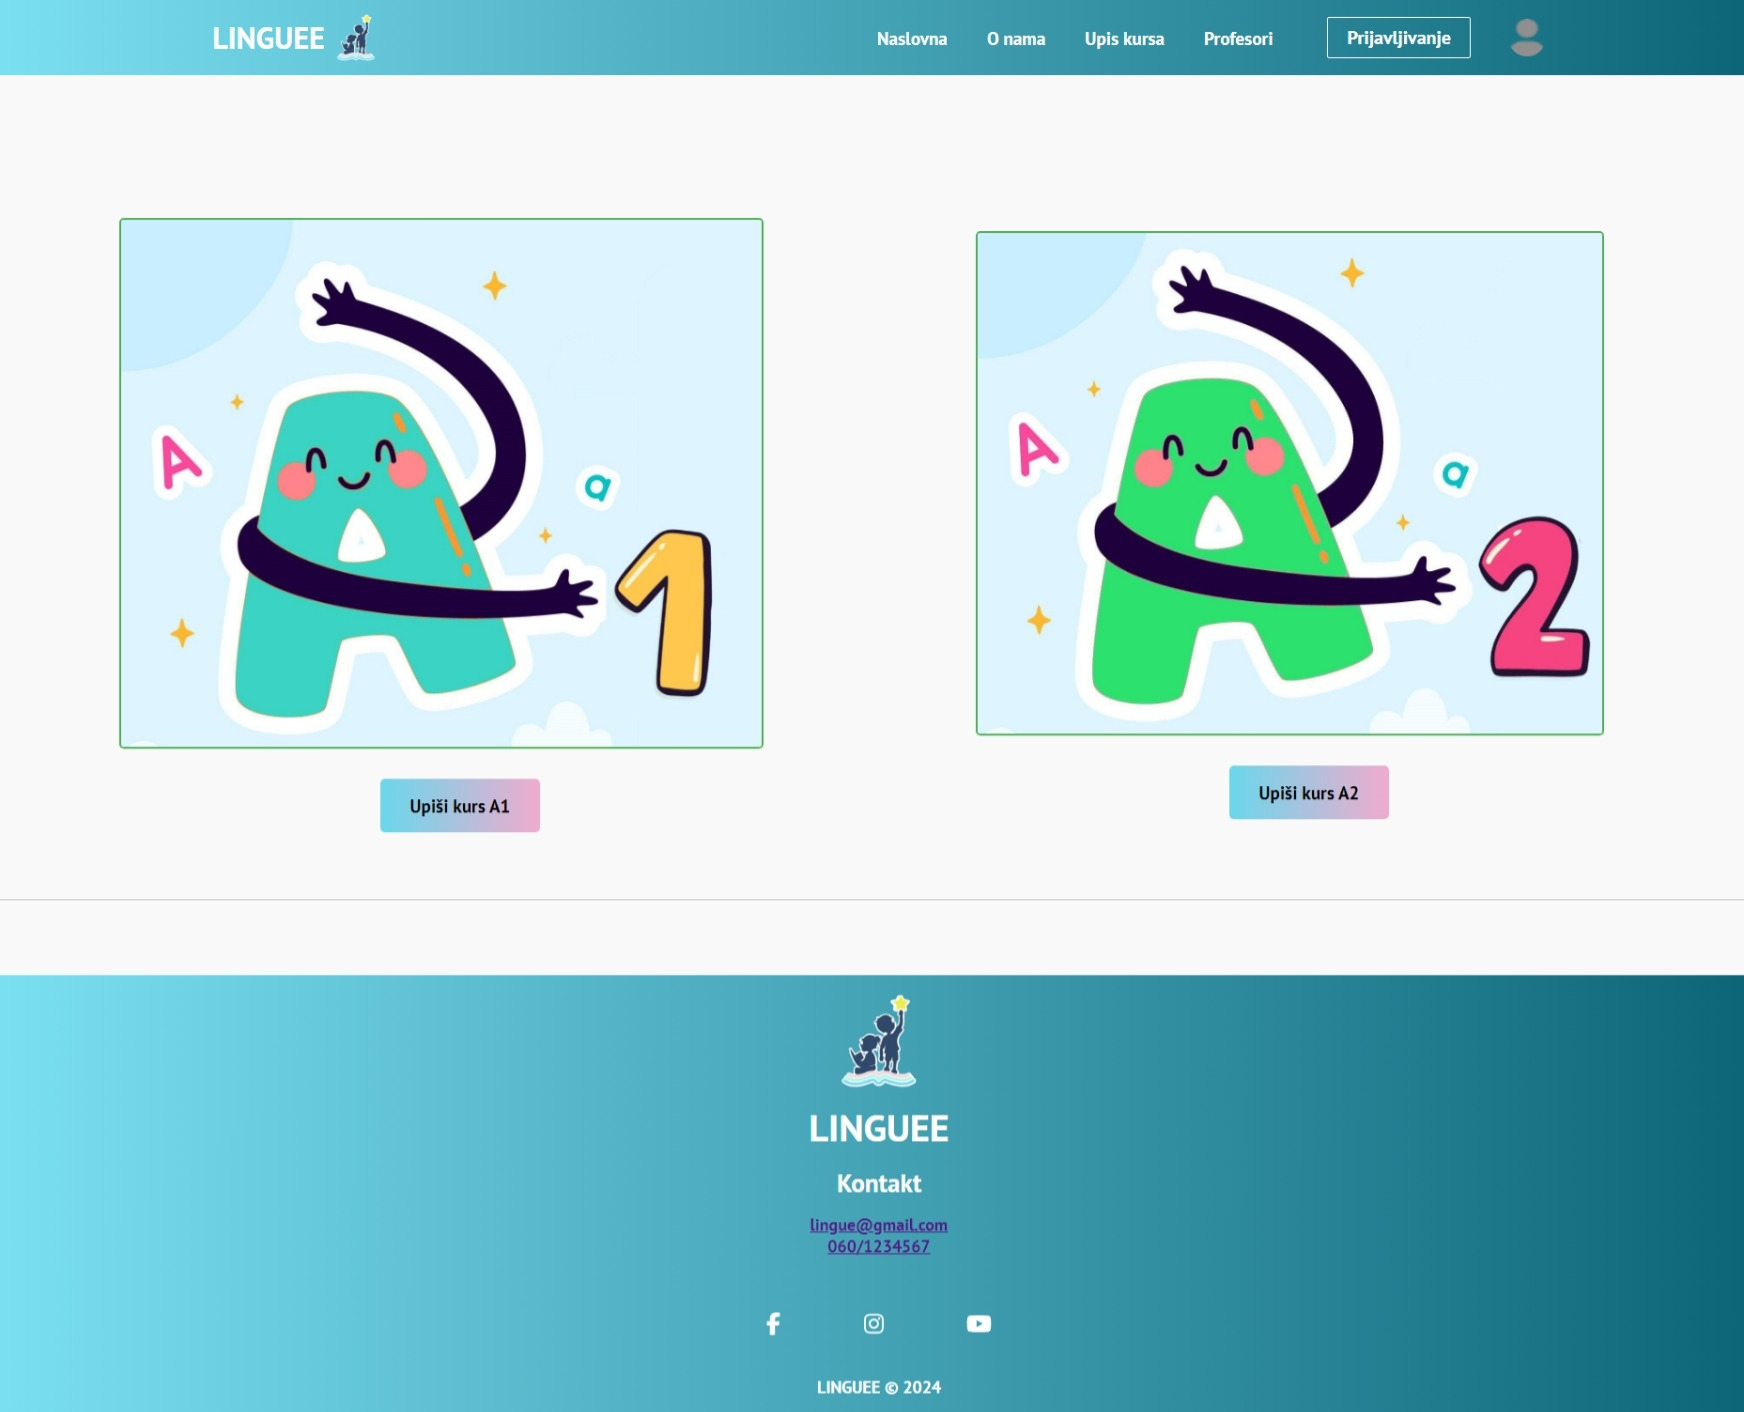 LINGUEE
Naslovna O nama Upis kursa Profesori Prijavljivanje
A
A
a
1
A
A
a
2
Upiši kurs A1
Upiši kurs A2
LINGUEE
Kontakt
lingue@gmail.com
060/1234567
LINGUEE © 2024